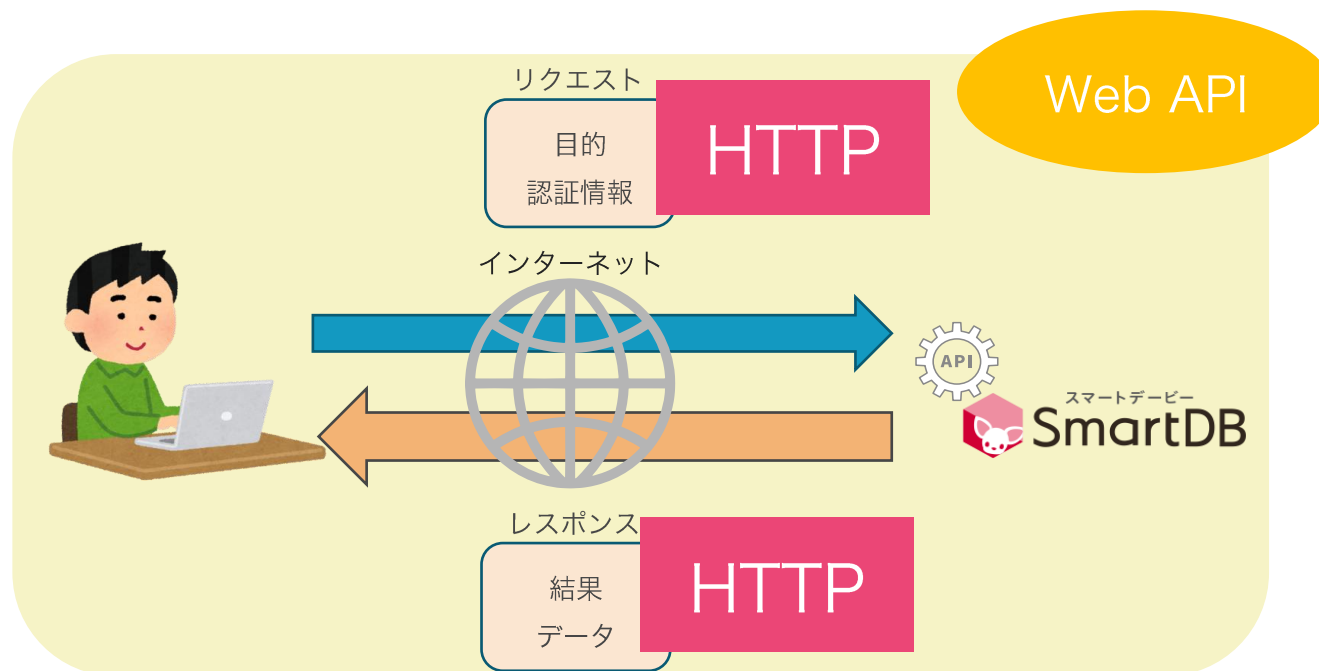 Web API
リクエスト
HTTP
目的
認証情報
インターネット
API
スマートデービー
SmartDB
レスポンス
HTTP
結果
データ